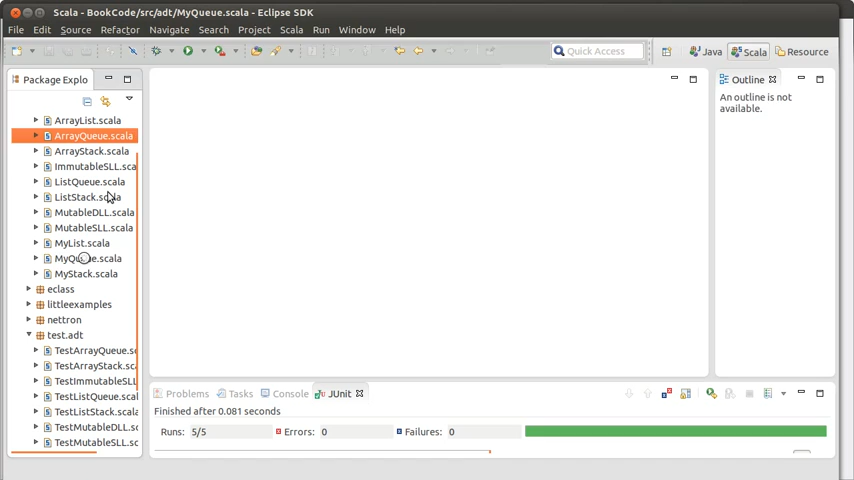 Scala - BookCode/src/adt/MyQueue.scala - Eclipse SDK
File Edit Source Refactor Navigate Search Project Scala Run Window Help
Quick Access Java Scala Resource
Package Explo
Outline
An outline is not
available.
ArrayList.scala
ArrayQueue.scala
ArrayStack.scala
ImmutableSLL.sca
ListQueue.scala
ListStack.scala
MutableDLL.scala
MutableSLL.scala
MyList.scala
MyQueue.scala
MyStack.scala
eclass
littleexamples
nettron
test.adt
TestArrayQueue.sc
TestArrayStack.sca
TestImmutableSLL
TestListQueue.scal
TestListStack.scala
TestMutableDLL.sc
TestMutableSLL.sc
Problems Tasks Console JUnit
Finished after 0.081 seconds
Runs: 5/5 Errors: 0 Failures: 0